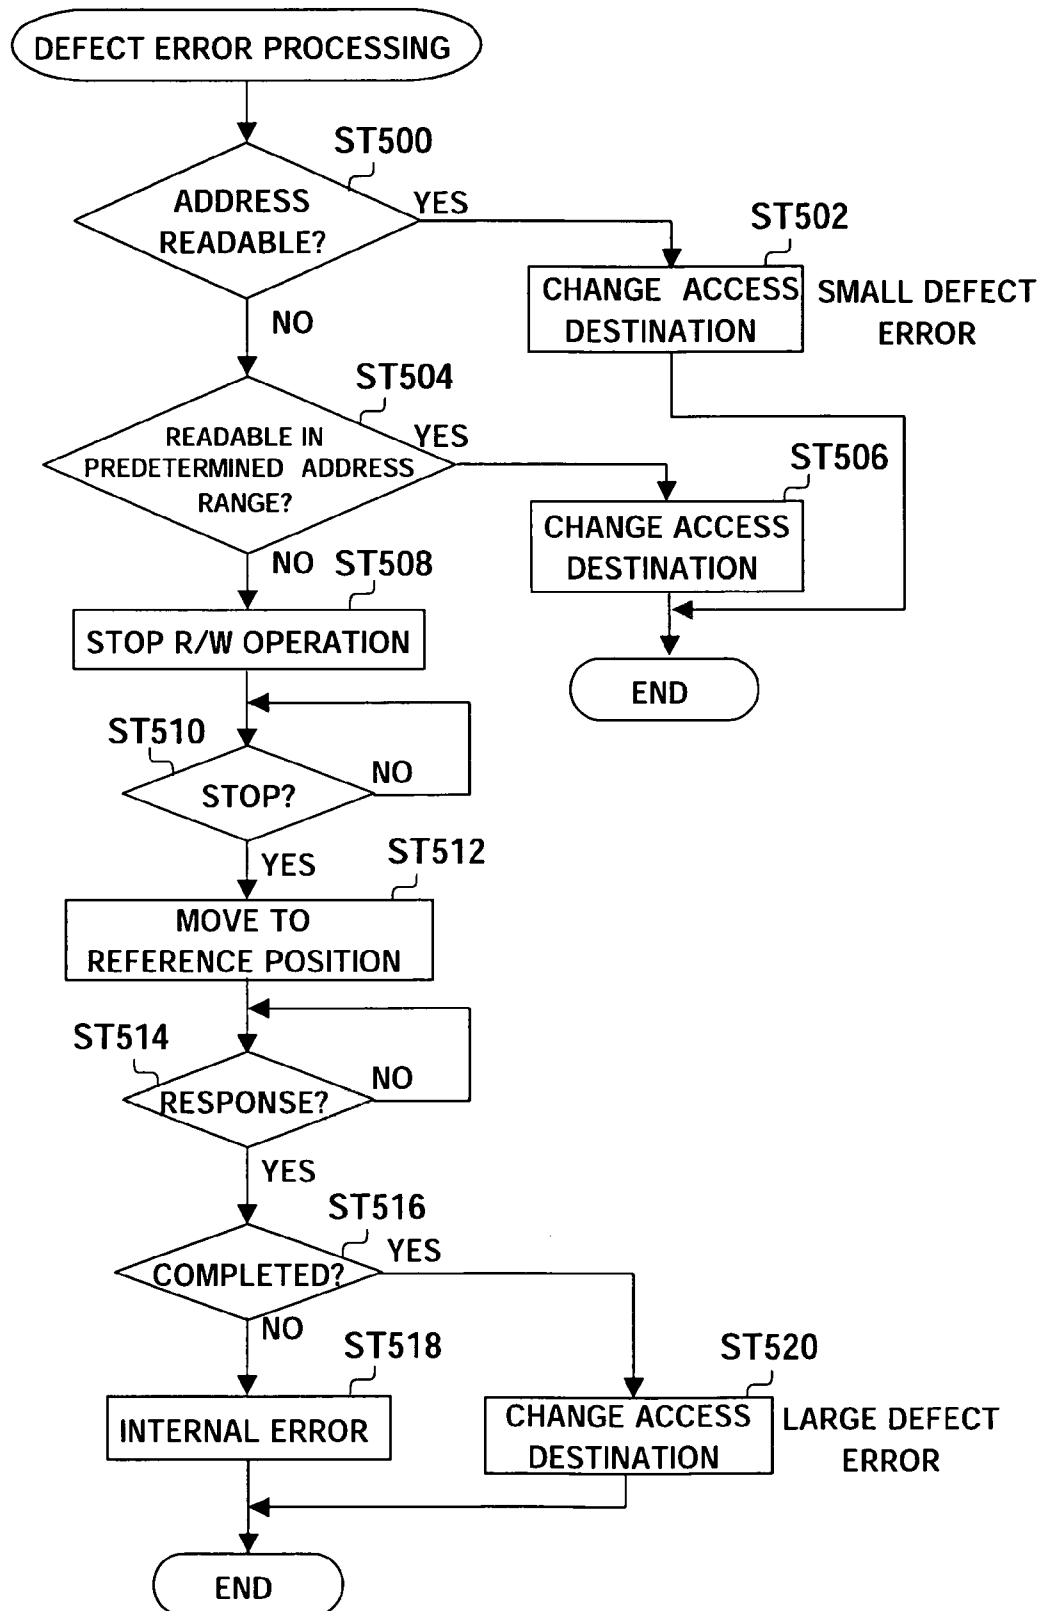 DEFECT ERROR PROCESSING
ST500
ADDRESS
READABLE?
YES
NO
ST502
CHANGE ACCESS
DESTINATION
SMALL DEFECT
ERROR
ST504
READABLE IN
PREDETERMINED ADDRESS
RANGE?
YES
NO
ST506
CHANGE ACCESS
DESTINATION
END
ST508
STOP R/W OPERATION
ST510
STOP?
NO
YES
ST512
MOVE TO
REFERENCE POSITION
ST514
RESPONSE?
NO
YES
ST516
COMPLETED?
YES
NO
ST518
INTERNAL ERROR
ST520
CHANGE ACCESS
DESTINATION
LARGE DEFECT
ERROR
END